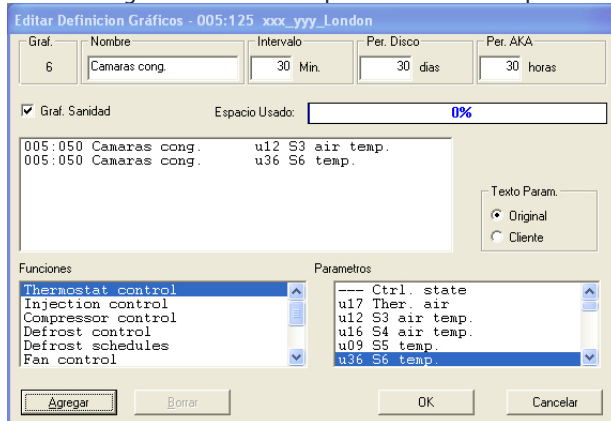 Editar Definicion Gráficos - 005:125 xxx_yyy_London
Graf. Nombre Intervalo Per. Disco Per. AKA
6 Camaras cong. 30 Min. 30 dias 30 horas
Graf. Sanidad Espacio Usado: 0%
005:050 Camaras cong. u12 S3 air temp.
005:050 Camaras cong. u36 S6 temp.
Texto Param.
Original
Cliente
Funciones Parametros
Thermostat control --- Ctrl. state
Injection control u17 Ther. air
Compressor control u12 S3 air temp.
Defrost control u16 S4 air temp.
Defrost schedules u09 S5 temp.
Fan control u36 S6 temp.
Agregar Borrar OK Cancelar